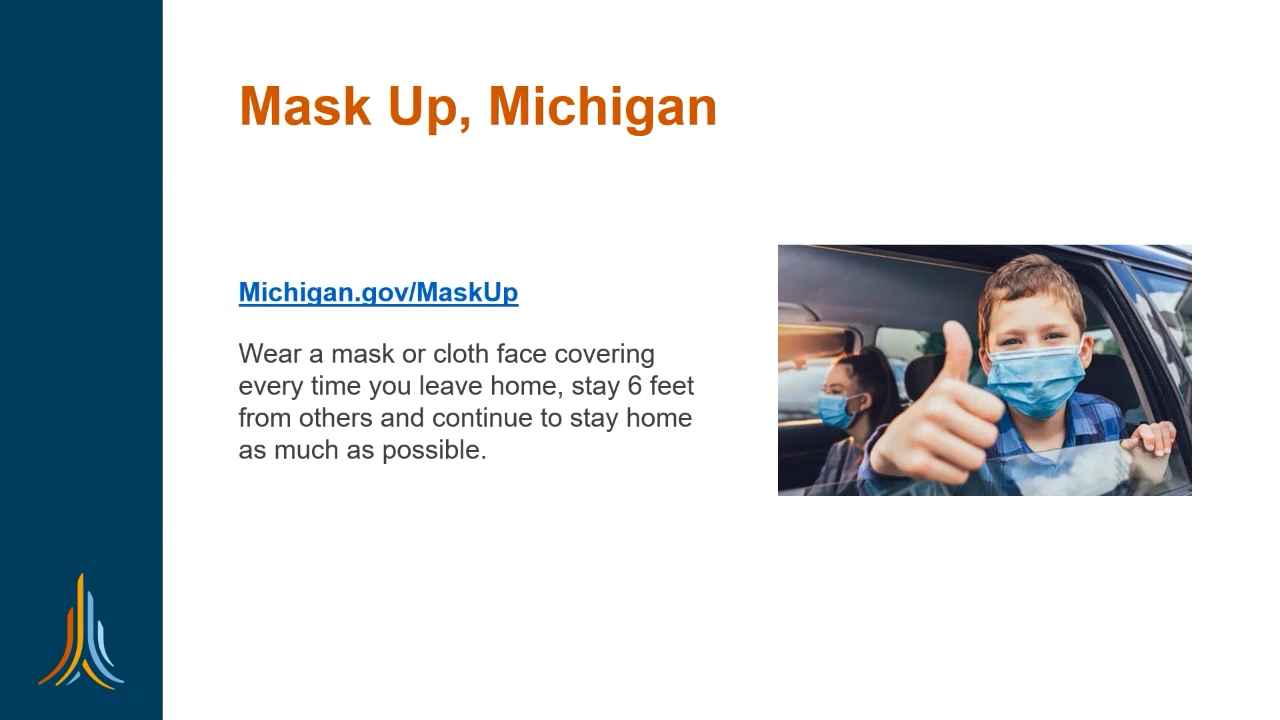 Mask Up, Michigan
Michigan.gov/MaskUp
Wear a mask or cloth face covering
every time you leave home, stay 6 feet
from others and continue to stay home
as much as possible.